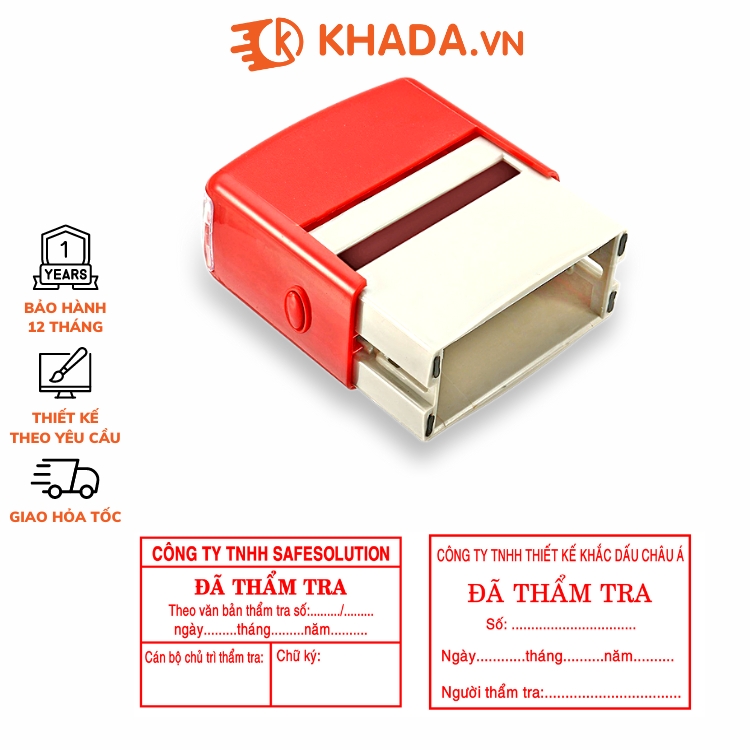 KHADA.vn
1
YEARS
BẢO HÀNH
12 THÁNG
THIẾT KẾ
THEO YÊU CẦU
GIAO HỎA TỐC
CÔNG TY TNHH SAFESOLUTION
ĐÃ THẨM TRA
Theo văn bản thẩm tra số:........./.........
ngày.........tháng.........năm..........
Cán bộ chủ trì thẩm tra:
Chữ ký:
CÔNG TY TNHH THIẾT KẾ KHẮC DẤU CHÂU Á
ĐÃ THẨM TRA
Số: ................................
Ngày............tháng..........năm..........
Người thẩm tra:...................................